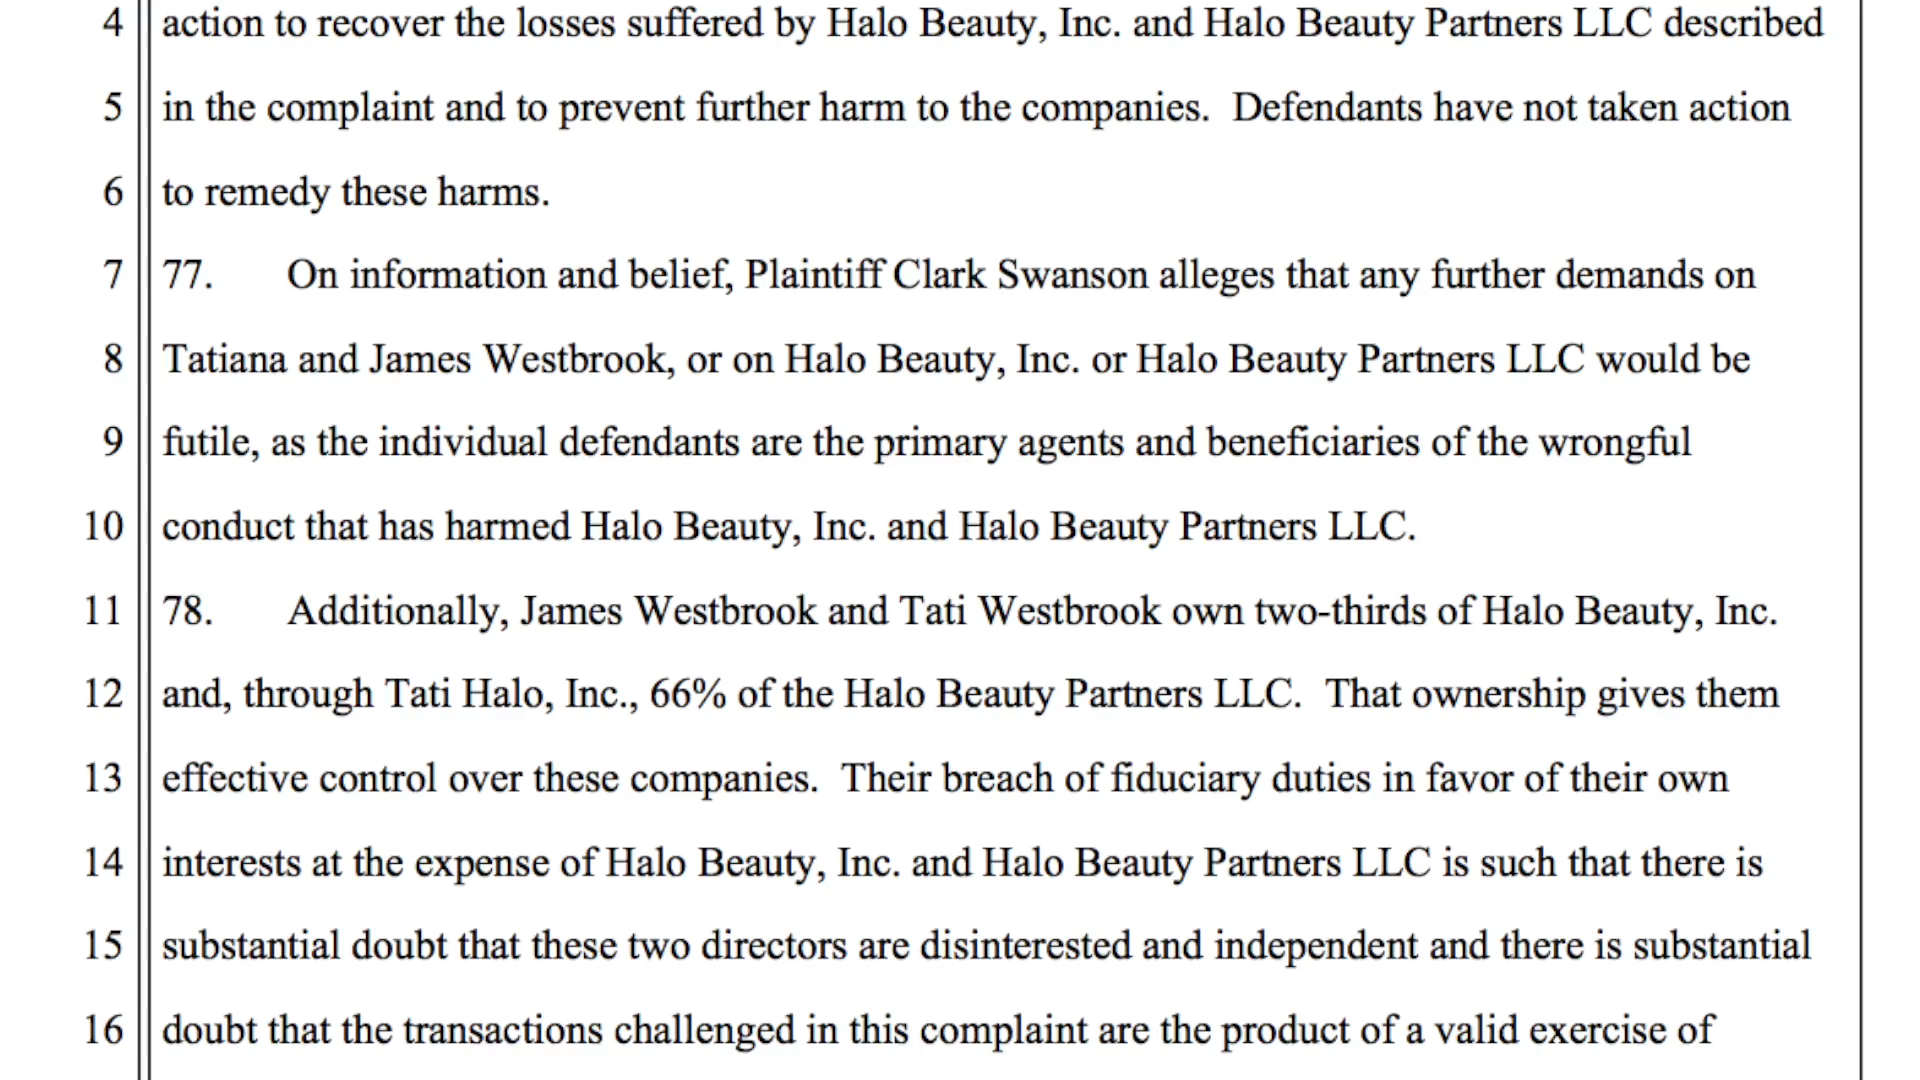 4 action to recover the losses suffered by Halo Beauty, Inc. and Halo Beauty Partners LLC described
5 in the complaint and to prevent further harm to the companies.  Defendants have not taken action
6 to remedy these harms.
7 77. On information and belief, Plaintiff Clark Swanson alleges that any further demands on
8 Tatiana and James Westbrook, or on Halo Beauty, Inc. or Halo Beauty Partners LLC would be
9 futile, as the individual defendants are the primary agents and beneficiaries of the wrongful
10 conduct that has harmed Halo Beauty, Inc. and Halo Beauty Partners LLC.
11 78. Additionally, James Westbrook and Tati Westbrook own two-thirds of Halo Beauty, Inc.
12 and, through Tati Halo, Inc., 66% of the Halo Beauty Partners LLC.  That ownership gives them
13 effective control over these companies.  Their breach of fiduciary duties in favor of their own
14 interests at the expense of Halo Beauty, Inc. and Halo Beauty Partners LLC is such that there is
15 substantial doubt that these two directors are disinterested and independent and there is substantial
16 doubt that the transactions challenged in this complaint are the product of a valid exercise of